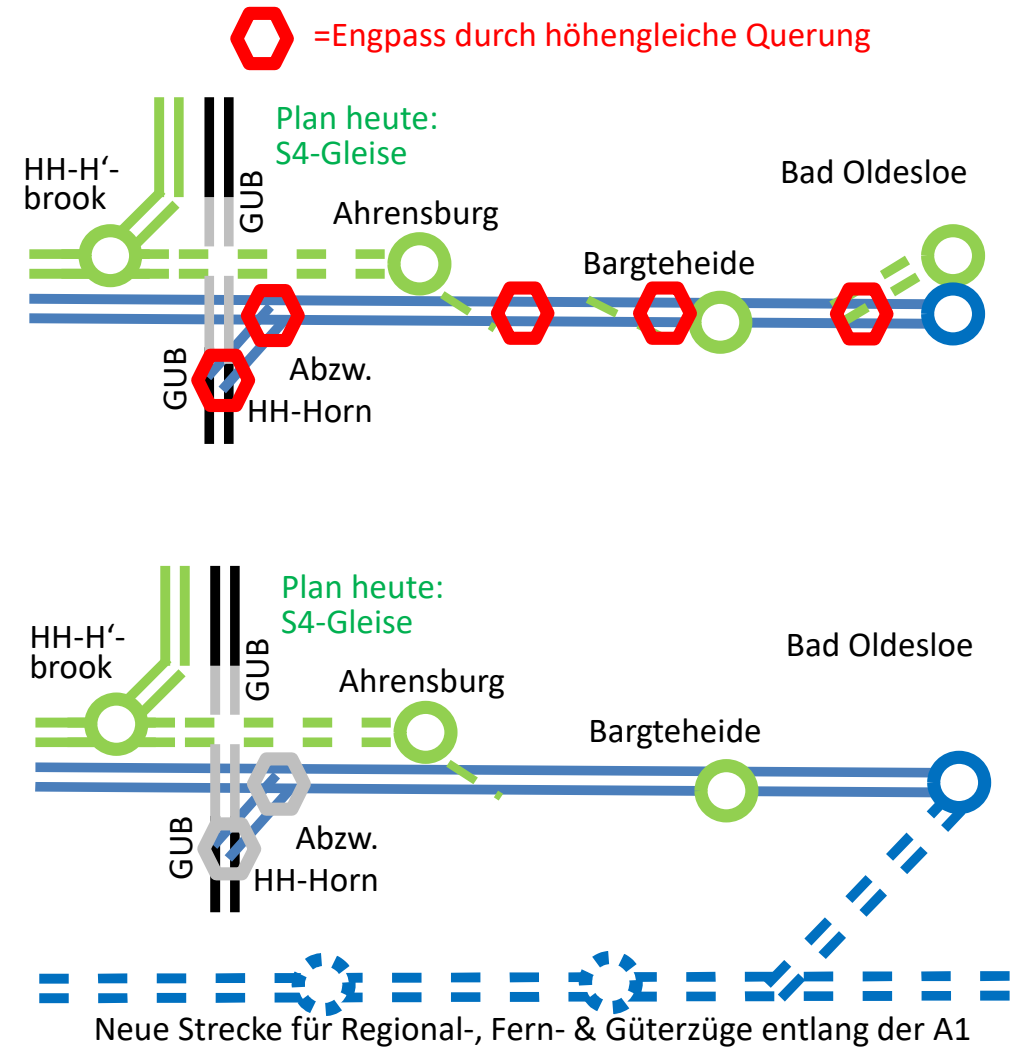 =Engpass durch höhengleiche Querung
Plan heute:
S4-Gleise
HH-H‘-
brook
GUB
Bad Oldesloe
Ahrensburg
Bargteheide
GUB
Abzw.
HH-Horn
Plan heute:
S4-Gleise
HH-H‘-
brook
GUB
Bad Oldesloe
Ahrensburg
Bargteheide
GUB
Abzw.
HH-Horn
Neue Strecke für Regional-, Fern- & Güterzüge entlang der A1